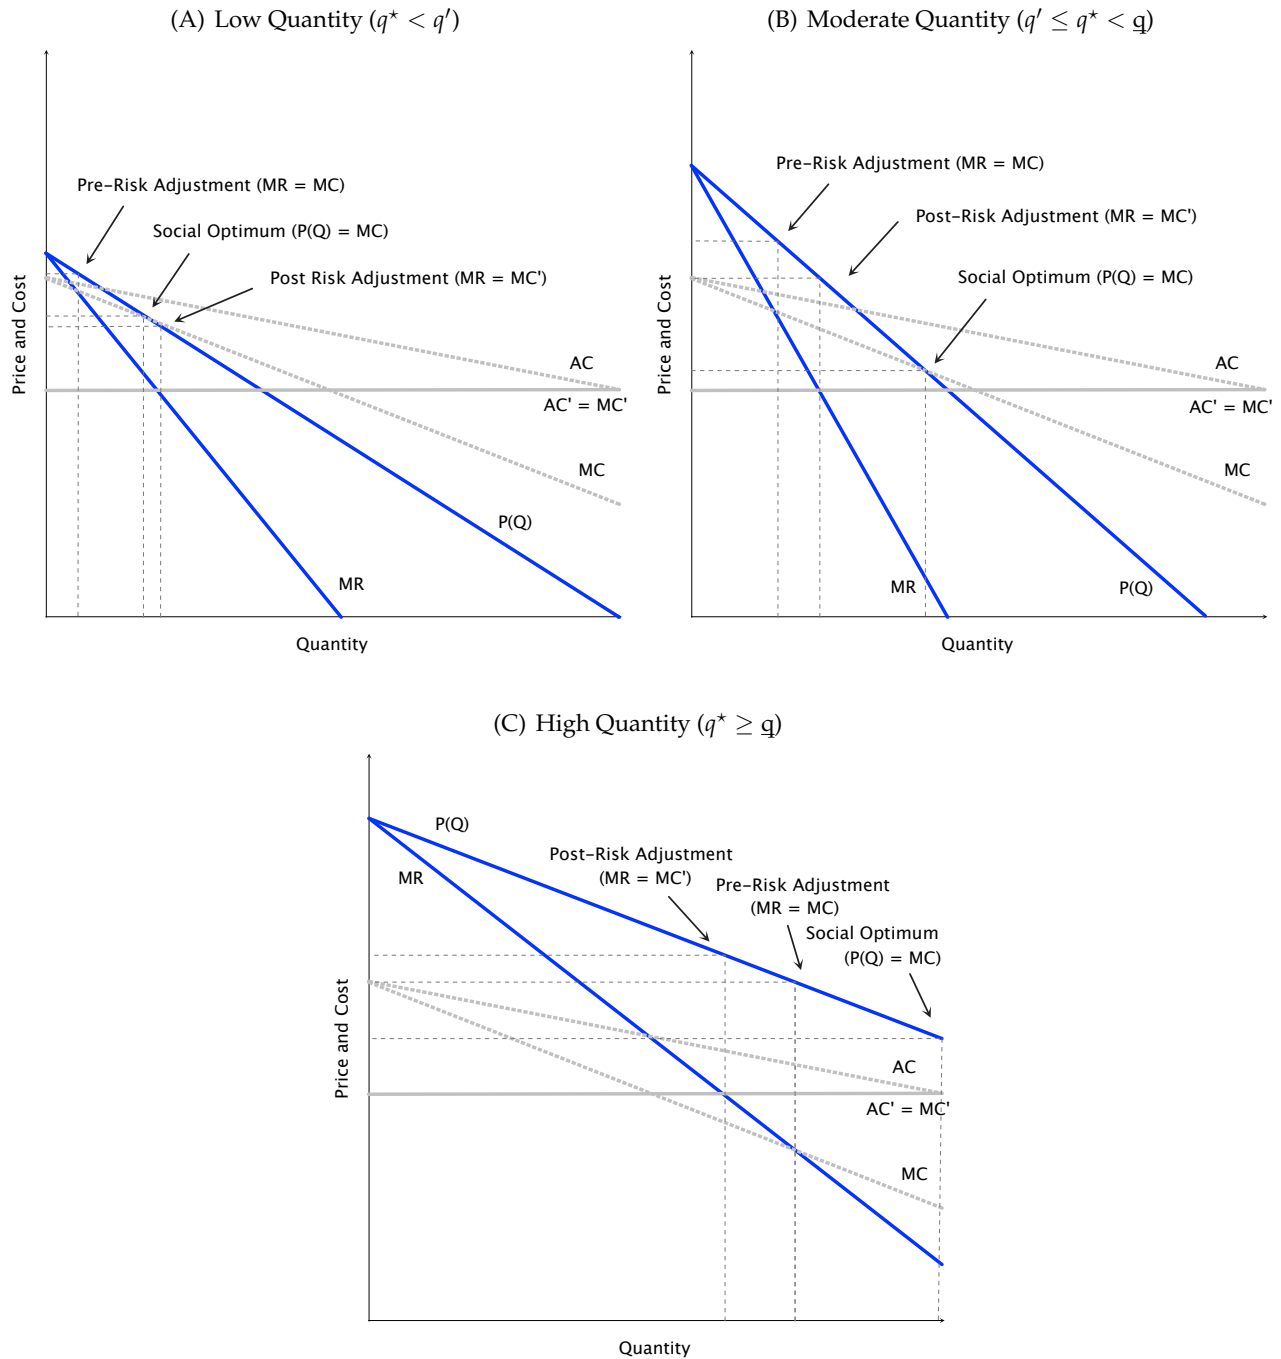 (A) Low Quantity (q⋆ < q′)
Pre-Risk Adjustment (MR = MC)
Social Optimum (P(Q) = MC)
Post Risk Adjustment (MR = MC')
AC
AC' = MC'
MC
P(Q)
MR
Price and Cost
Quantity
(B) Moderate Quantity (q′ ≤ q⋆ < q̲)
Pre-Risk Adjustment (MR = MC)
Post-Risk Adjustment (MR = MC')
Social Optimum (P(Q) = MC)
AC
AC' = MC'
MC
MR
P(Q)
Price and Cost
Quantity
(C) High Quantity (q⋆ ≥ q̲)
P(Q)
MR
Post-Risk Adjustment
(MR = MC')
Pre-Risk Adjustment
(MR = MC)
Social Optimum
(P(Q) = MC)
AC
AC' = MC'
MC
Price and Cost
Quantity